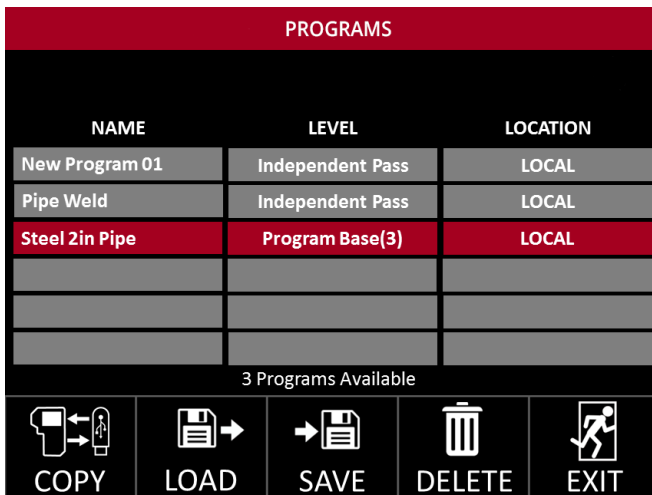 PROGRAMS
NAME LEVEL LOCATION
New Program 01 Independent Pass LOCAL
Pipe Weld Independent Pass LOCAL
Steel 2in Pipe Program Base(3) LOCAL
3 Programs Available
COPY LOAD SAVE DELETE EXIT